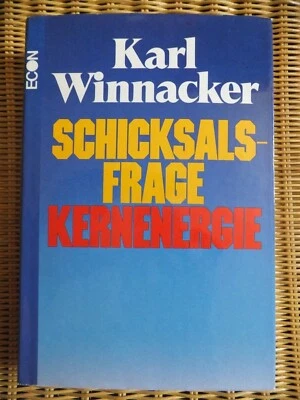 ECON
Karl
Winnacker
SCHICKSALS-
FRAGE
KERNENERGIE